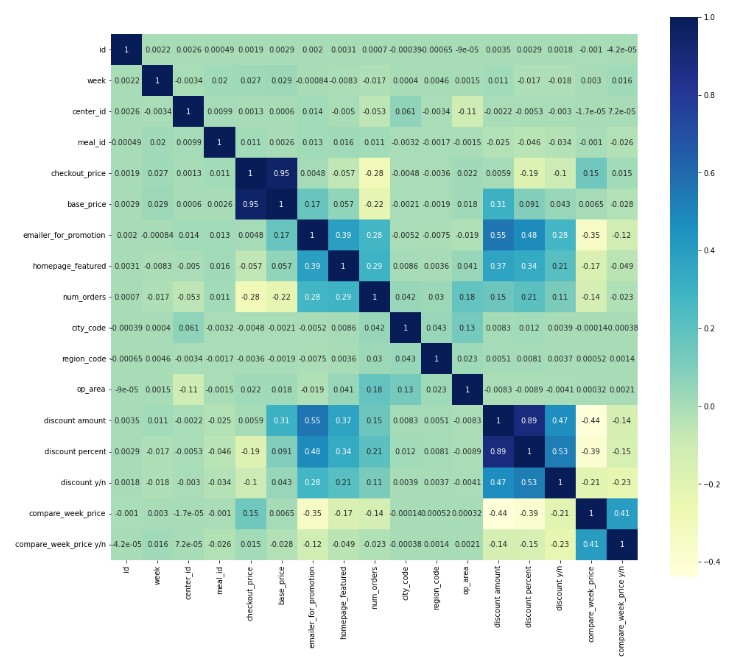 id 1 0.0022 0.0026 0.00049 0.0019 0.0029 0.002 0.0031 0.0007 -0.00039 -0.00065 -9e-05 0.0035 0.0029 0.0018 -0.001 -4.2e-05
week 0.0022 1 -0.0034 0.02 0.027 0.029 -0.00084 -0.0083 -0.017 0.0004 0.0046 0.0015 0.011 -0.017 -0.018 0.003 0.016
center_id 0.0026 -0.0034 1 0.0099 0.0013 0.0006 0.014 -0.005 -0.053 0.061 -0.0034 -0.11 -0.0022 -0.0053 -0.003 -1.7e-05 7.2e-05
meal_id 0.00049 0.02 0.0099 1 0.011 0.0026 0.013 0.016 0.011 -0.0032 -0.0017 -0.0015 -0.025 -0.046 -0.034 -0.001 -0.026
checkout_price 0.0019 0.027 0.0013 0.011 1 0.95 0.0048 -0.057 -0.28 -0.0048 -0.0036 0.022 0.0059 -0.19 -0.1 0.15 0.015
base_price 0.0029 0.029 0.0006 0.0026 0.95 1 0.17 0.057 -0.22 -0.0021 -0.0019 0.018 0.31 0.091 0.043 0.0065 -0.028
emailer_for_promotion 0.002 -0.00084 0.014 0.013 0.0048 0.17 1 0.39 0.28 -0.0052 -0.0075 -0.019 0.55 0.48 0.28 -0.35 -0.12
homepage_featured 0.0031 -0.0083 -0.005 0.016 -0.057 0.057 0.39 1 0.29 0.0086 0.0036 0.041 0.37 0.34 0.21 -0.17 -0.049
num_orders 0.0007 -0.017 -0.053 0.011 -0.28 -0.22 0.28 0.29 1 0.042 0.03 0.18 0.15 0.21 0.11 -0.14 -0.023
city_code -0.00039 0.0004 0.061 -0.0032 -0.0048 -0.0021 -0.0052 0.0086 0.042 1 0.043 0.13 0.0083 0.012 0.0039 -0.00014 -0.00038
region_code -0.00065 0.0046 -0.0034 -0.0017 -0.0036 -0.0019 -0.0075 0.0036 0.03 0.043 1 0.023 0.0051 0.0081 0.0037 0.00052 0.0014
op_area -9e-05 0.0015 -0.11 -0.0015 0.022 0.018 -0.019 0.041 0.18 0.13 0.023 1 -0.0083 -0.0089 -0.0041 0.00032 0.0021
discount amount 0.0035 0.011 -0.0022 -0.025 0.0059 0.31 0.55 0.37 0.15 0.0083 0.0051 -0.0083 1 0.89 0.47 -0.44 -0.14
discount percent 0.0029 -0.017 -0.0053 -0.046 -0.19 0.091 0.48 0.34 0.21 0.012 0.0081 -0.0089 0.89 1 0.53 -0.39 -0.15
discount y/n 0.0018 -0.018 -0.003 -0.034 -0.1 0.043 0.28 0.21 0.11 0.0039 0.0037 -0.0041 0.47 0.53 1 -0.21 -0.23
compare_week_price -0.001 0.003 -1.7e-05 -0.001 0.15 0.0065 -0.35 -0.17 -0.14 -0.00014 0.00052 0.00032 -0.44 -0.39 -0.21 1 0.41
compare_week_price y/n -4.2e-05 0.016 7.2e-05 -0.026 0.015 -0.028 -0.12 -0.049 -0.023 -0.00038 0.0014 0.0021 -0.14 -0.15 -0.23 0.41 1
id
week
center_id
meal_id
checkout_price
base_price
emailer_for_promotion
homepage_featured
num_orders
city_code
region_code
op_area
discount amount
discount percent
discount y/n
compare_week_price
compare_week_price y/n
1.0
0.8
0.6
0.4
0.2
0.0
−0.2
−0.4